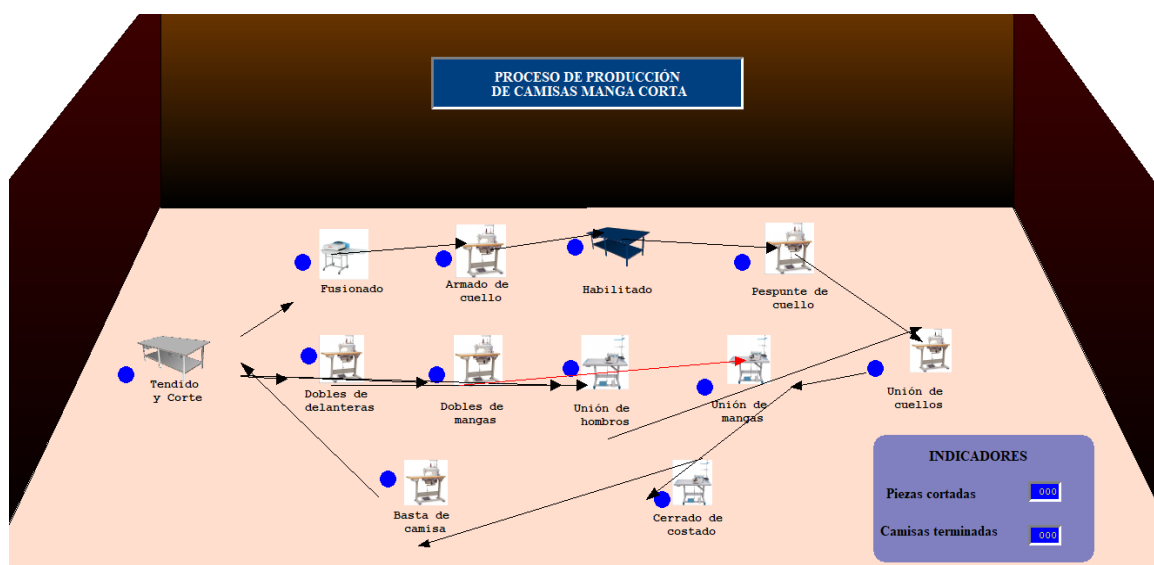 PROCESO DE PRODUCCIÓN
DE CAMISAS MANGA CORTA
Fusionado
Armado de
cuello
Habilitado
Pespunte de
cuello
Tendido
y Corte
Dobles de
delanteras
Dobles de
mangas
Unión de
hombros
Unión de
mangas
Unión de
cuellos
Basta de
camisa
Cerrado de
costado
INDICADORES
Piezas cortadas 000
Camisas terminadas 000